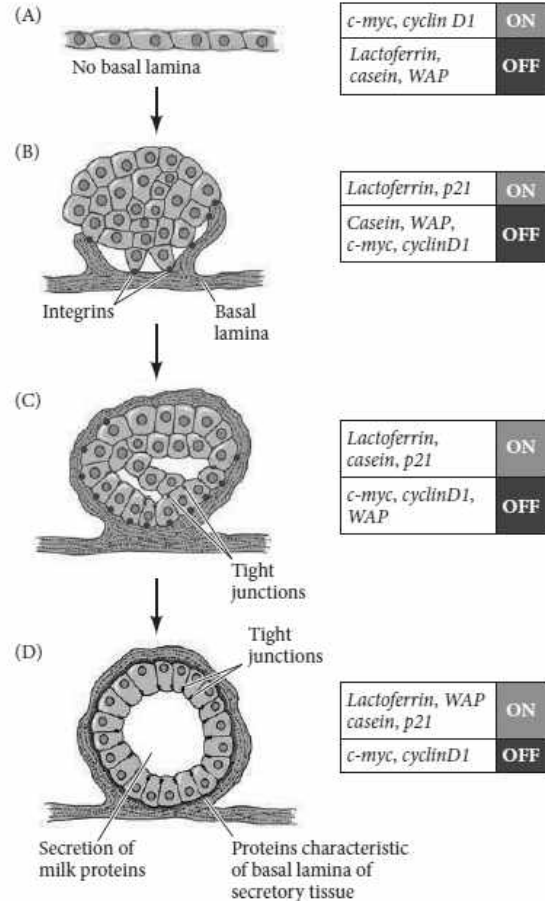 (A)
No basal lamina
c-myc, cyclin D1
ON
Lactoferrin,
casein, WAP
OFF
(B)
Integrins
Basal
lamina
Lactoferrin, p21
ON
Casein, WAP,
c-myc, cyclinD1
OFF
(C)
Tight
junctions
Lactoferrin,
casein, p21
ON
c-myc, cyclinD1,
WAP
OFF
(D)
Tight
junctions
Secretion of
milk proteins
Proteins characteristic
of basal lamina of
secretory tissue
Lactoferrin, WAP
casein, p21
ON
c-myc, cyclinD1
OFF